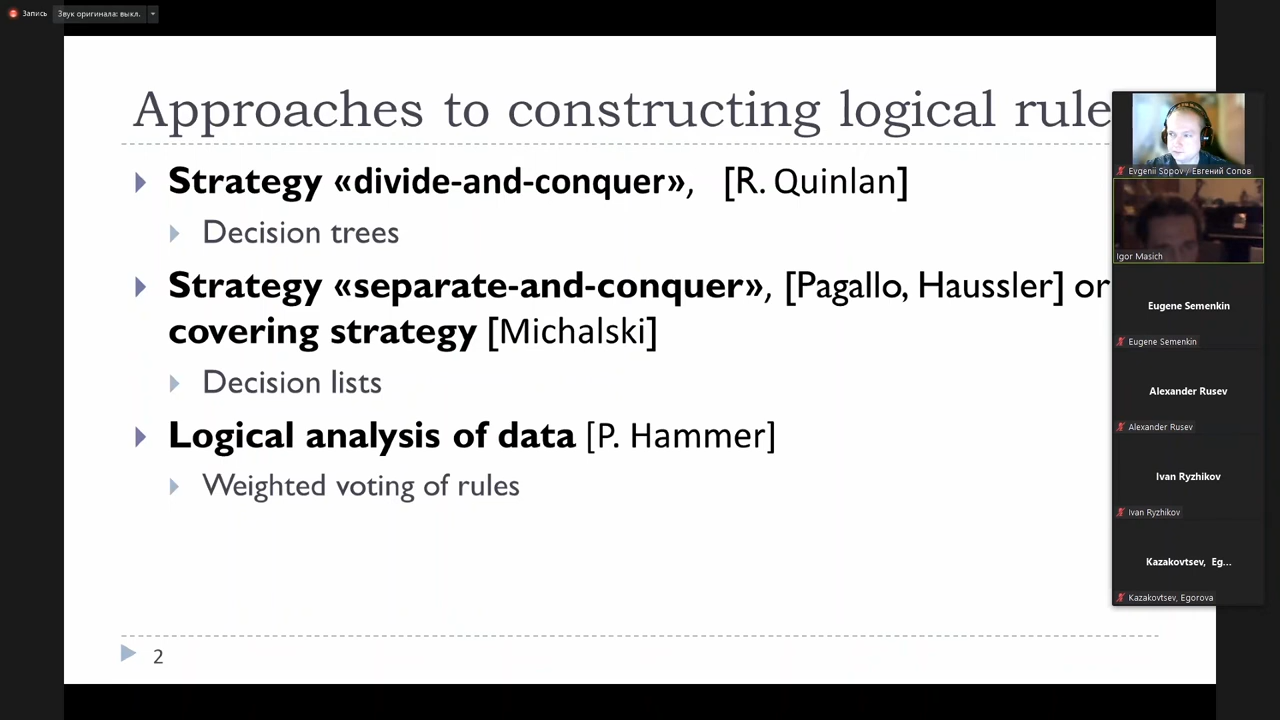 Запись
Звук оригинала: выкл.
Approaches to constructing logical rule
Strategy «divide-and-conquer», [R. Quinlan]
Decision trees
Strategy «separate-and-conquer», [Pagallo, Haussler] or
covering strategy [Michalski]
Decision lists
Logical analysis of data [P. Hammer]
Weighted voting of rules
2
Evgenii Sopov / Евгений Сопов
Igor Masich
Eugene Semenkin
Eugene Semenkin
Alexander Rusev
Alexander Rusev
Ivan Ryzhikov
Ivan Ryzhikov
Kazakovtsev, Eg...
Kazakovtsev, Egorova